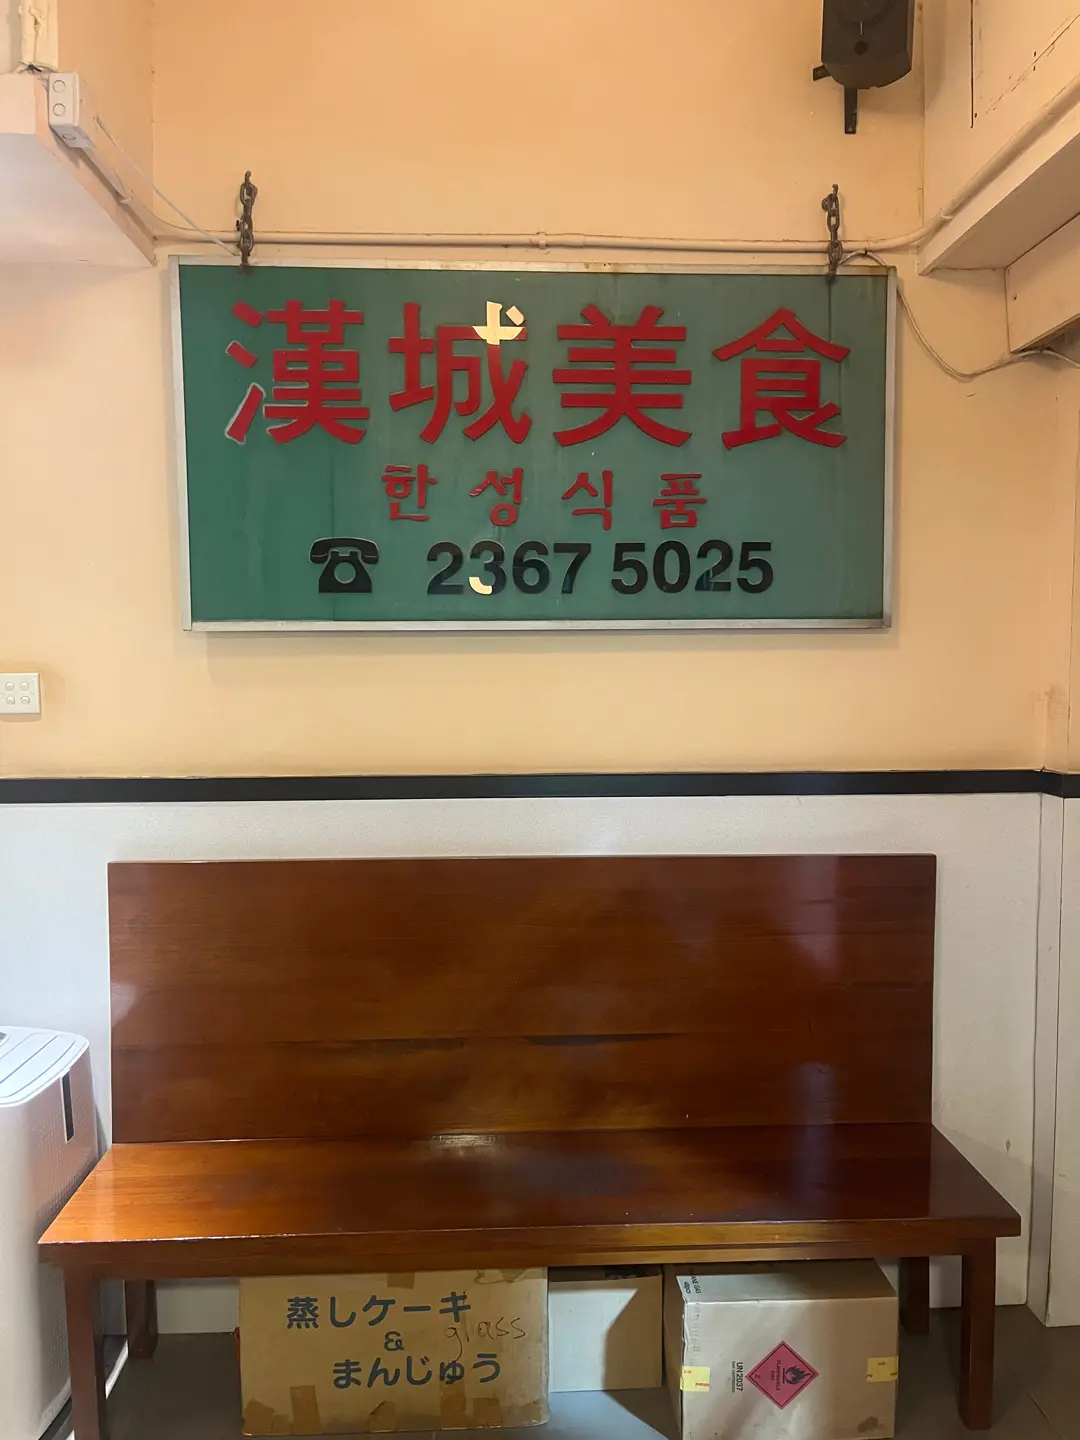 漢城美食
한성식품
☎ 2367 5025
蒸しケーキ
&
まんじゅう
glass
UN2037